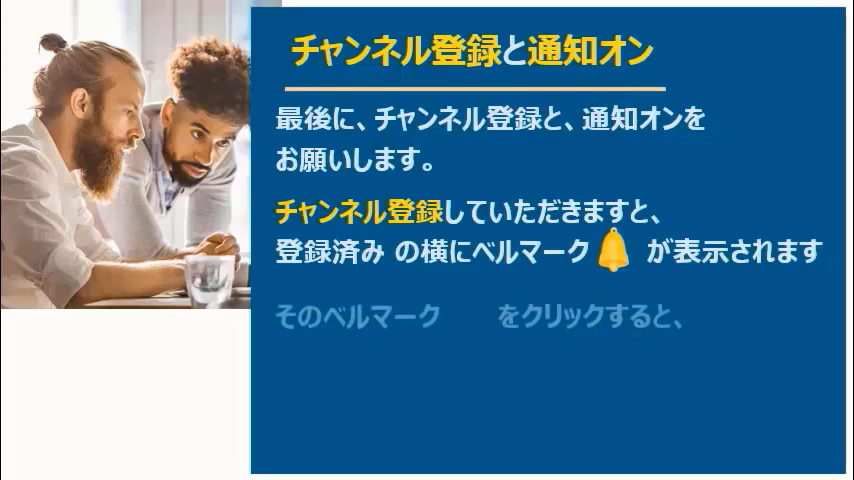 チャンネル登録と通知オン
最後に、チャンネル登録と、通知オンを
お願いします。
チャンネル登録していただきますと、
登録済み の横にベルマーク が表示されます
そのベルマーク をクリックすると、